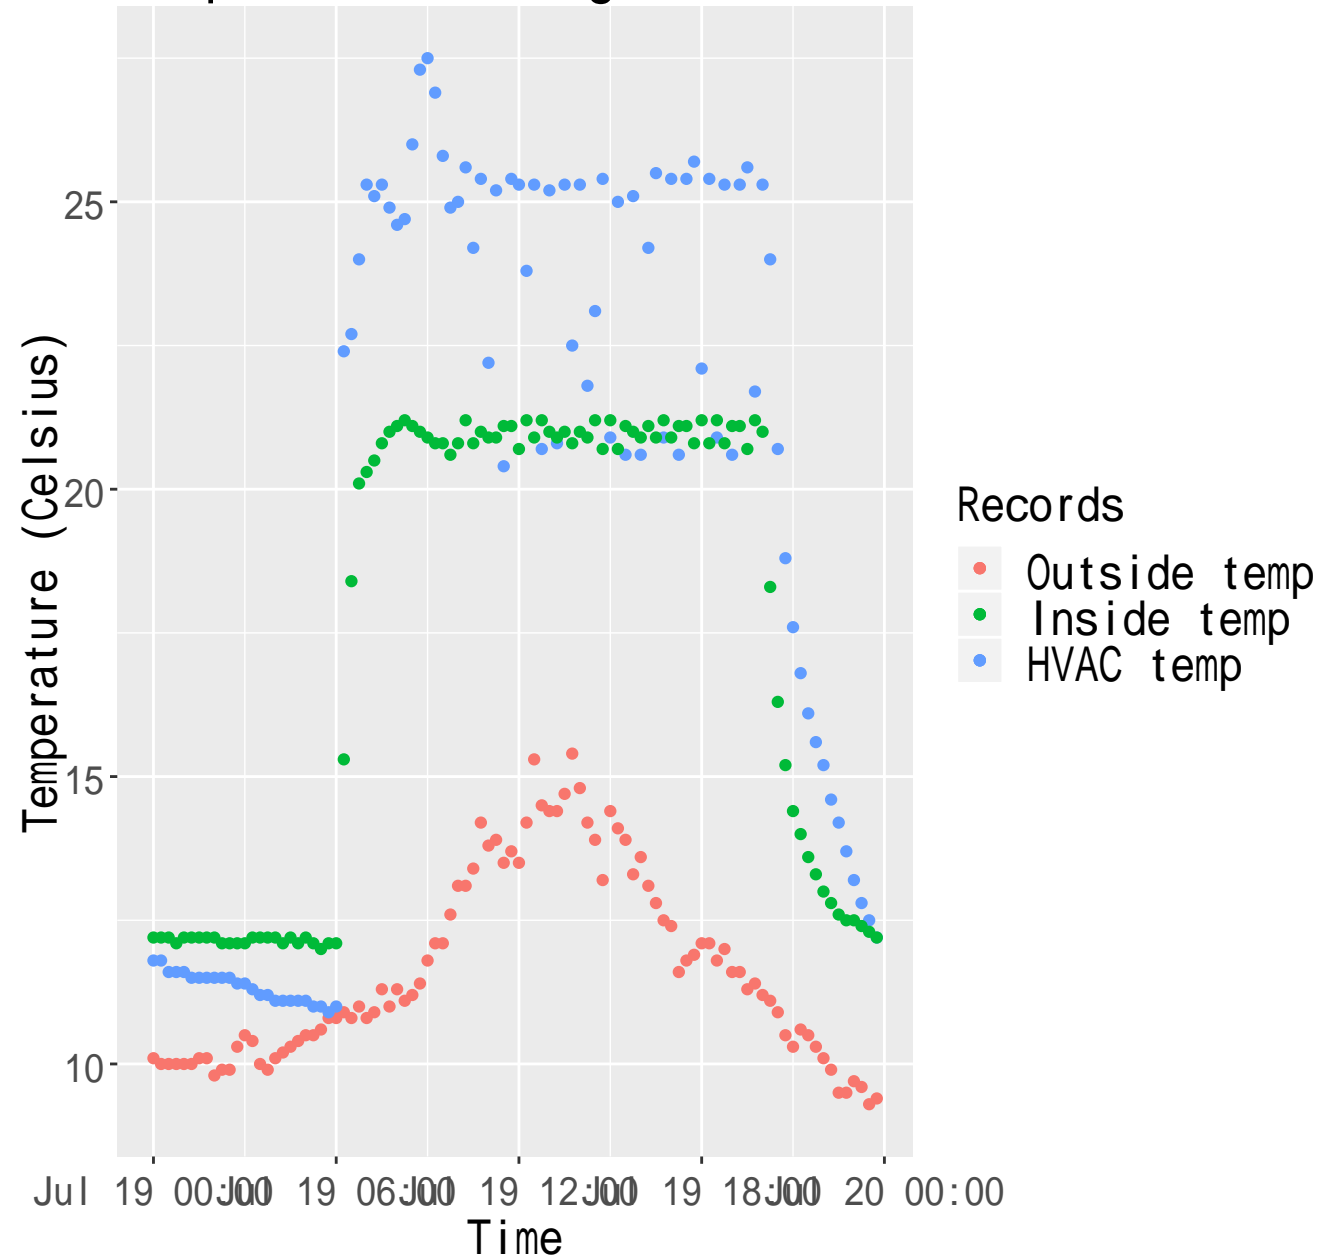 25
20
15
10
Temperature (Celsius)
Jul 19 00:00
Jul 19 06:00
Jul 19 12:00
Jul 19 18:00
Jul 20 00:00
Time
Records
Outside temp
Inside temp
HVAC temp